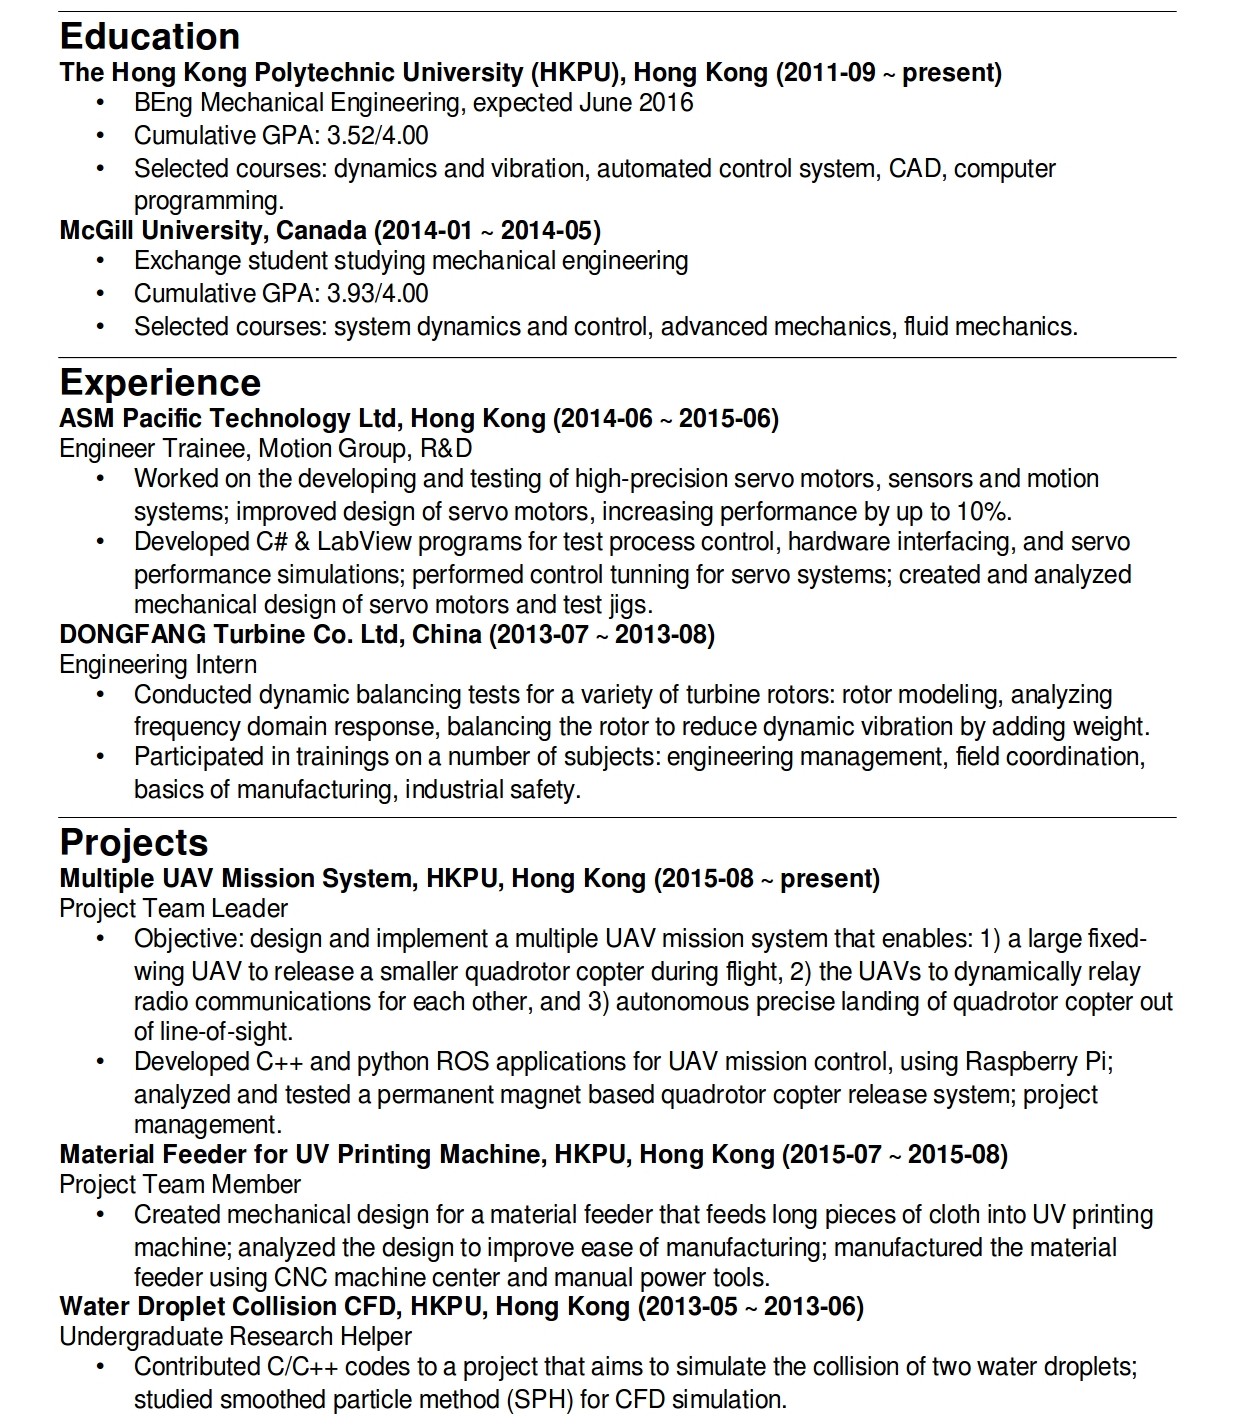 Education
The Hong Kong Polytechnic University (HKPU), Hong Kong (2011-09 ~ present)
• BEng Mechanical Engineering, expected June 2016
• Cumulative GPA: 3.52/4.00
• Selected courses: dynamics and vibration, automated control system, CAD, computer
programming.
McGill University, Canada (2014-01 ~ 2014-05)
• Exchange student studying mechanical engineering
• Cumulative GPA: 3.93/4.00
• Selected courses: system dynamics and control, advanced mechanics, fluid mechanics.
Experience
ASM Pacific Technology Ltd, Hong Kong (2014-06 ~ 2015-06)
Engineer Trainee, Motion Group, R&D
• Worked on the developing and testing of high-precision servo motors, sensors and motion
systems; improved design of servo motors, increasing performance by up to 10%.
• Developed C# & LabView programs for test process control, hardware interfacing, and servo
performance simulations; performed control tunning for servo systems; created and analyzed
mechanical design of servo motors and test jigs.
DONGFANG Turbine Co. Ltd, China (2013-07 ~ 2013-08)
Engineering Intern
• Conducted dynamic balancing tests for a variety of turbine rotors: rotor modeling, analyzing
frequency domain response, balancing the rotor to reduce dynamic vibration by adding weight.
• Participated in trainings on a number of subjects: engineering management, field coordination,
basics of manufacturing, industrial safety.
Projects
Multiple UAV Mission System, HKPU, Hong Kong (2015-08 ~ present)
Project Team Leader
• Objective: design and implement a multiple UAV mission system that enables: 1) a large fixed-
wing UAV to release a smaller quadrotor copter during flight, 2) the UAVs to dynamically relay
radio communications for each other, and 3) autonomous precise landing of quadrotor copter out
of line-of-sight.
• Developed C++ and python ROS applications for UAV mission control, using Raspberry Pi;
analyzed and tested a permanent magnet based quadrotor copter release system; project
management.
Material Feeder for UV Printing Machine, HKPU, Hong Kong (2015-07 ~ 2015-08)
Project Team Member
• Created mechanical design for a material feeder that feeds long pieces of cloth into UV printing
machine; analyzed the design to improve ease of manufacturing; manufactured the material
feeder using CNC machine center and manual power tools.
Water Droplet Collision CFD, HKPU, Hong Kong (2013-05 ~ 2013-06)
Undergraduate Research Helper
• Contributed C/C++ codes to a project that aims to simulate the collision of two water droplets;
studied smoothed particle method (SPH) for CFD simulation.